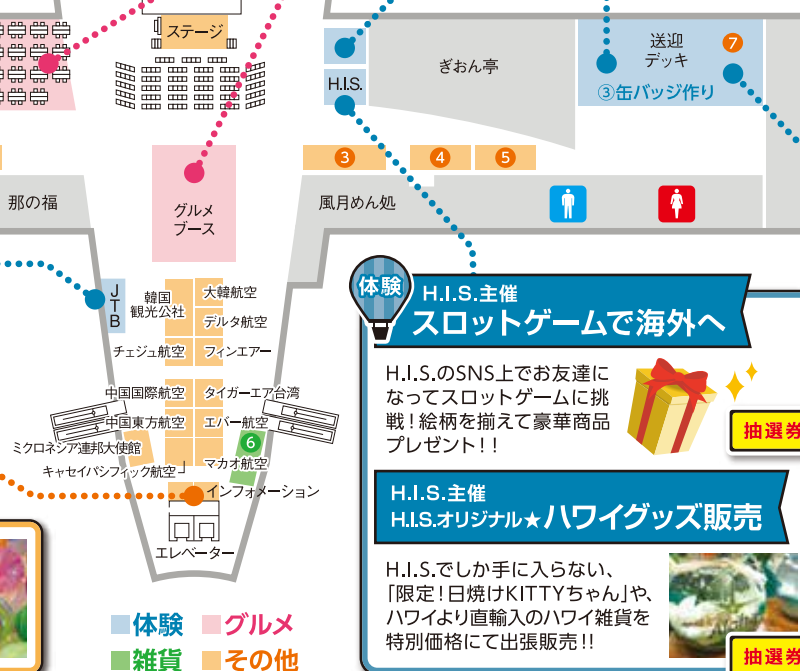 ステージ
H.I.S.
ぎおん亭
送迎
デッキ
⑦
③缶バッジ作り
③
④
⑤
那の福
グルメ
ブース
風月めん処
JTB
韓国
観光公社
大韓航空
デルタ航空
チェジュ航空
フィンエアー
中国国際航空
タイガーエア台湾
中国東方航空
エバー航空
⑥
ミクロネシア連邦大使館
キャセイパシフィック航空
マカオ航空
インフォメーション
エレベーター
体験
グルメ
雑貨
その他
体験
H.I.S.主催
スロットゲームで海外へ
H.I.S.のSNS上でお友達に
なってスロットゲームに挑
戦!絵柄を揃えて豪華商品
プレゼント!!
抽選券
H.I.S.主催
H.I.S.オリジナル★ハワイグッズ販売
H.I.S.でしか手に入らない、
「限定!日焼けKITTYちゃん」や、
ハワイより直輸入のハワイ雑貨を
特別価格にて出張販売!!
抽選券